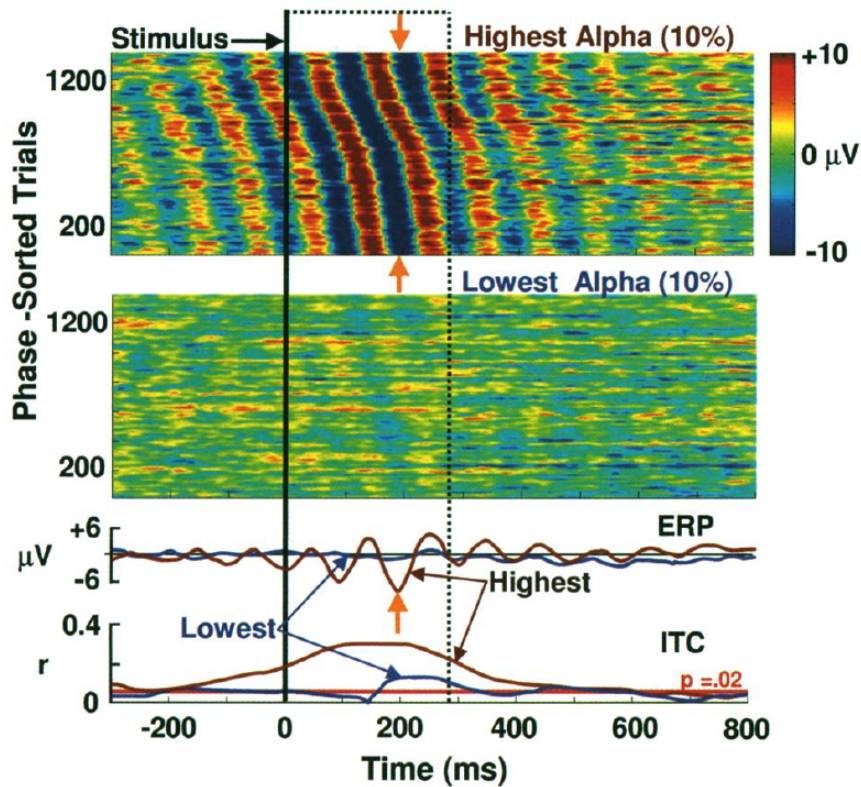 Stimulus
Highest Alpha (10%)
+10
0 μV
-10
1200
200
Phase -Sorted Trials
Lowest Alpha (10%)
1200
200
+6
μV
-6
ERP
Highest
Lowest
0.4
r
0
ITC
p =.02
-200 0 200 400 600 800
Time (ms)